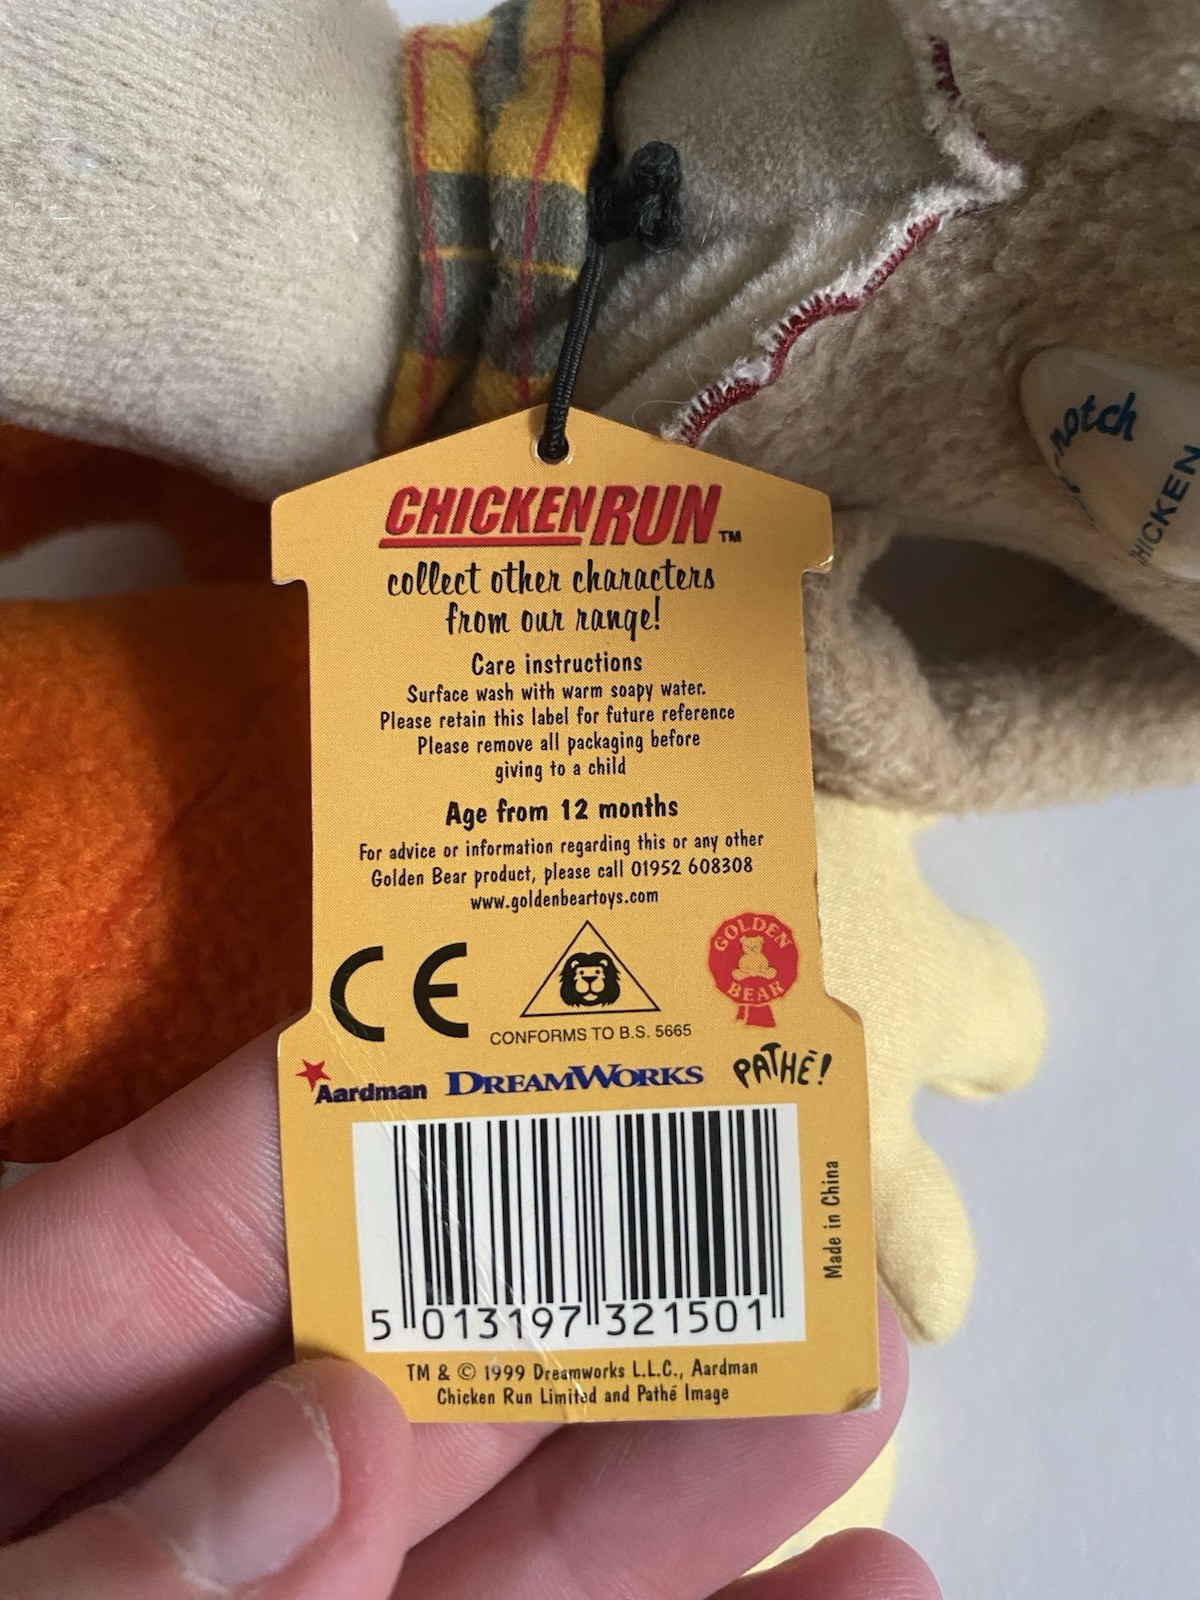 CHICKEN RUN™
collect other characters
from our range!
Care instructions
Surface wash with warm soapy water.
Please retain this label for future reference
Please remove all packaging before
giving to a child
Age from 12 months
For advice or information regarding this or any other
Golden Bear product, please call 01952 608308
www.goldenbeartoys.com
CE
GOLDEN
BEAR
CONFORMS TO B.S. 5665
Aardman DREAMWORKS PATHÉ!
Made in China
5 013197 321501
TM & © 1999 Dreamworks L.L.C., Aardman
Chicken Run Limited and Pathé Image
notch
HICKEN